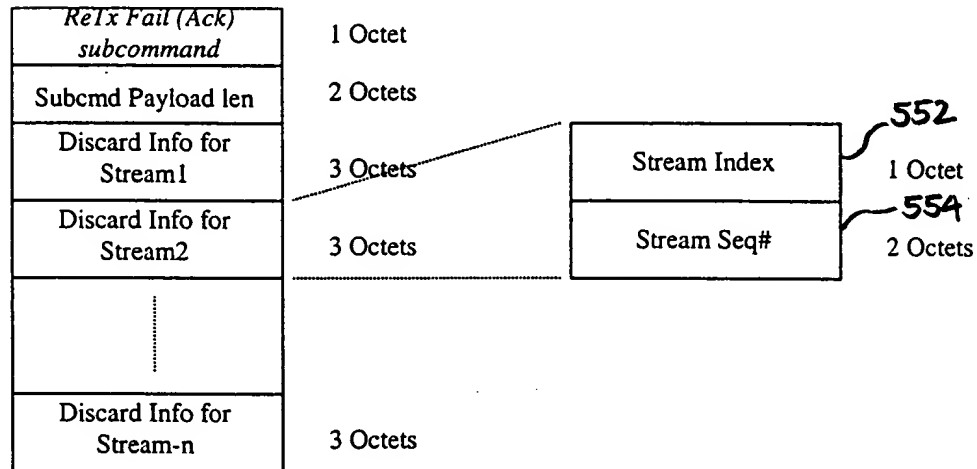 ReTx Fail (Ack)
subcommand
1 Octet
Subcmd Payload len
2 Octets
Discard Info for
Stream1
3 Octets
Discard Info for
Stream2
3 Octets
Discard Info for
Stream-n
3 Octets
552
Stream Index
1 Octet
554
Stream Seq#
2 Octets